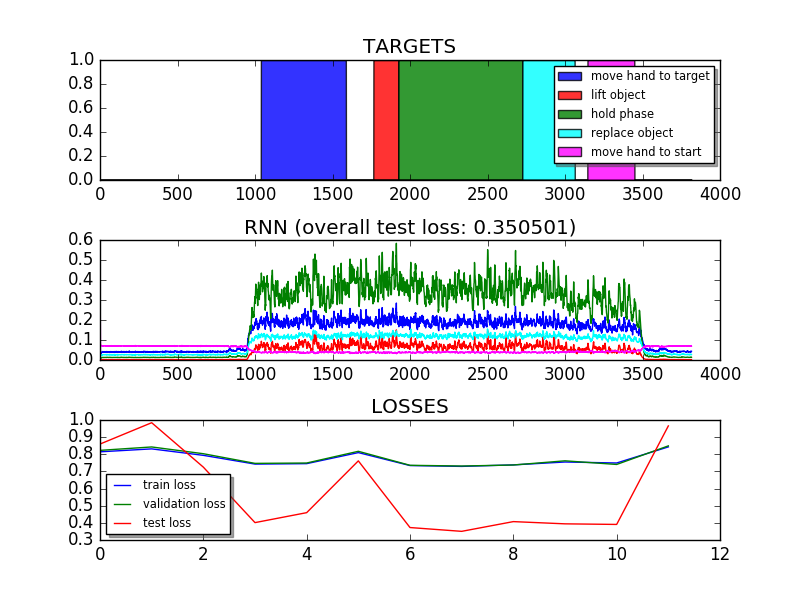 TARGETS
1.0
0.8
0.6
0.4
0.2
0.0
move hand to target
lift object
hold phase
replace object
move hand to start
0 500 1000 1500 2000 2500 3000 3500 4000
RNN (overall test loss: 0.350501)
0.6
0.5
0.4
0.3
0.2
0.1
0.0
0 500 1000 1500 2000 2500 3000 3500 4000
LOSSES
1.0
0.9
0.8
0.7
0.6
0.5
0.4
0.3
train loss
validation loss
test loss
0 2 4 6 8 10 12